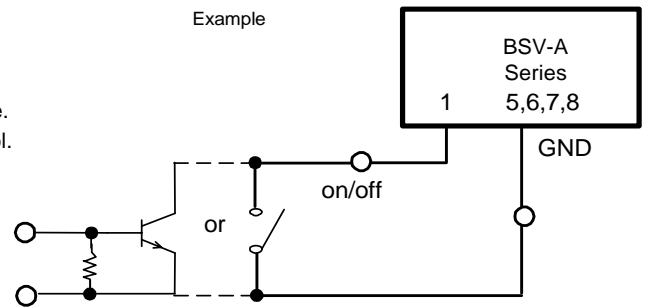 Example
BSV-A
Series
1 5,6,7,8
GND
on/off
or